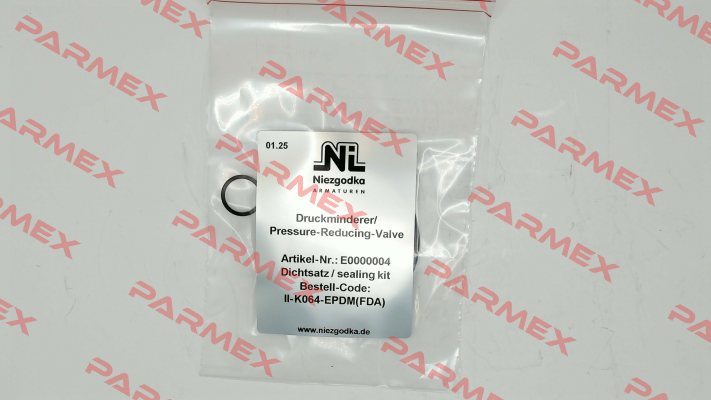 01.25
Ni
Niezgodka
ARMATUREN
Druckminderer/
Pressure-Reducing-Valve
Artikel-Nr.: E0000004
Dichtsatz / sealing kit
Bestell-Code:
II-K064-EPDM(FDA)
www.niezgodka.de
PARMEX
PARMEX
PARMEX
PARMEX
PARMEX
PARMEX
PARMEX
PARMEX
PARMEX
PARMEX
PARMEX